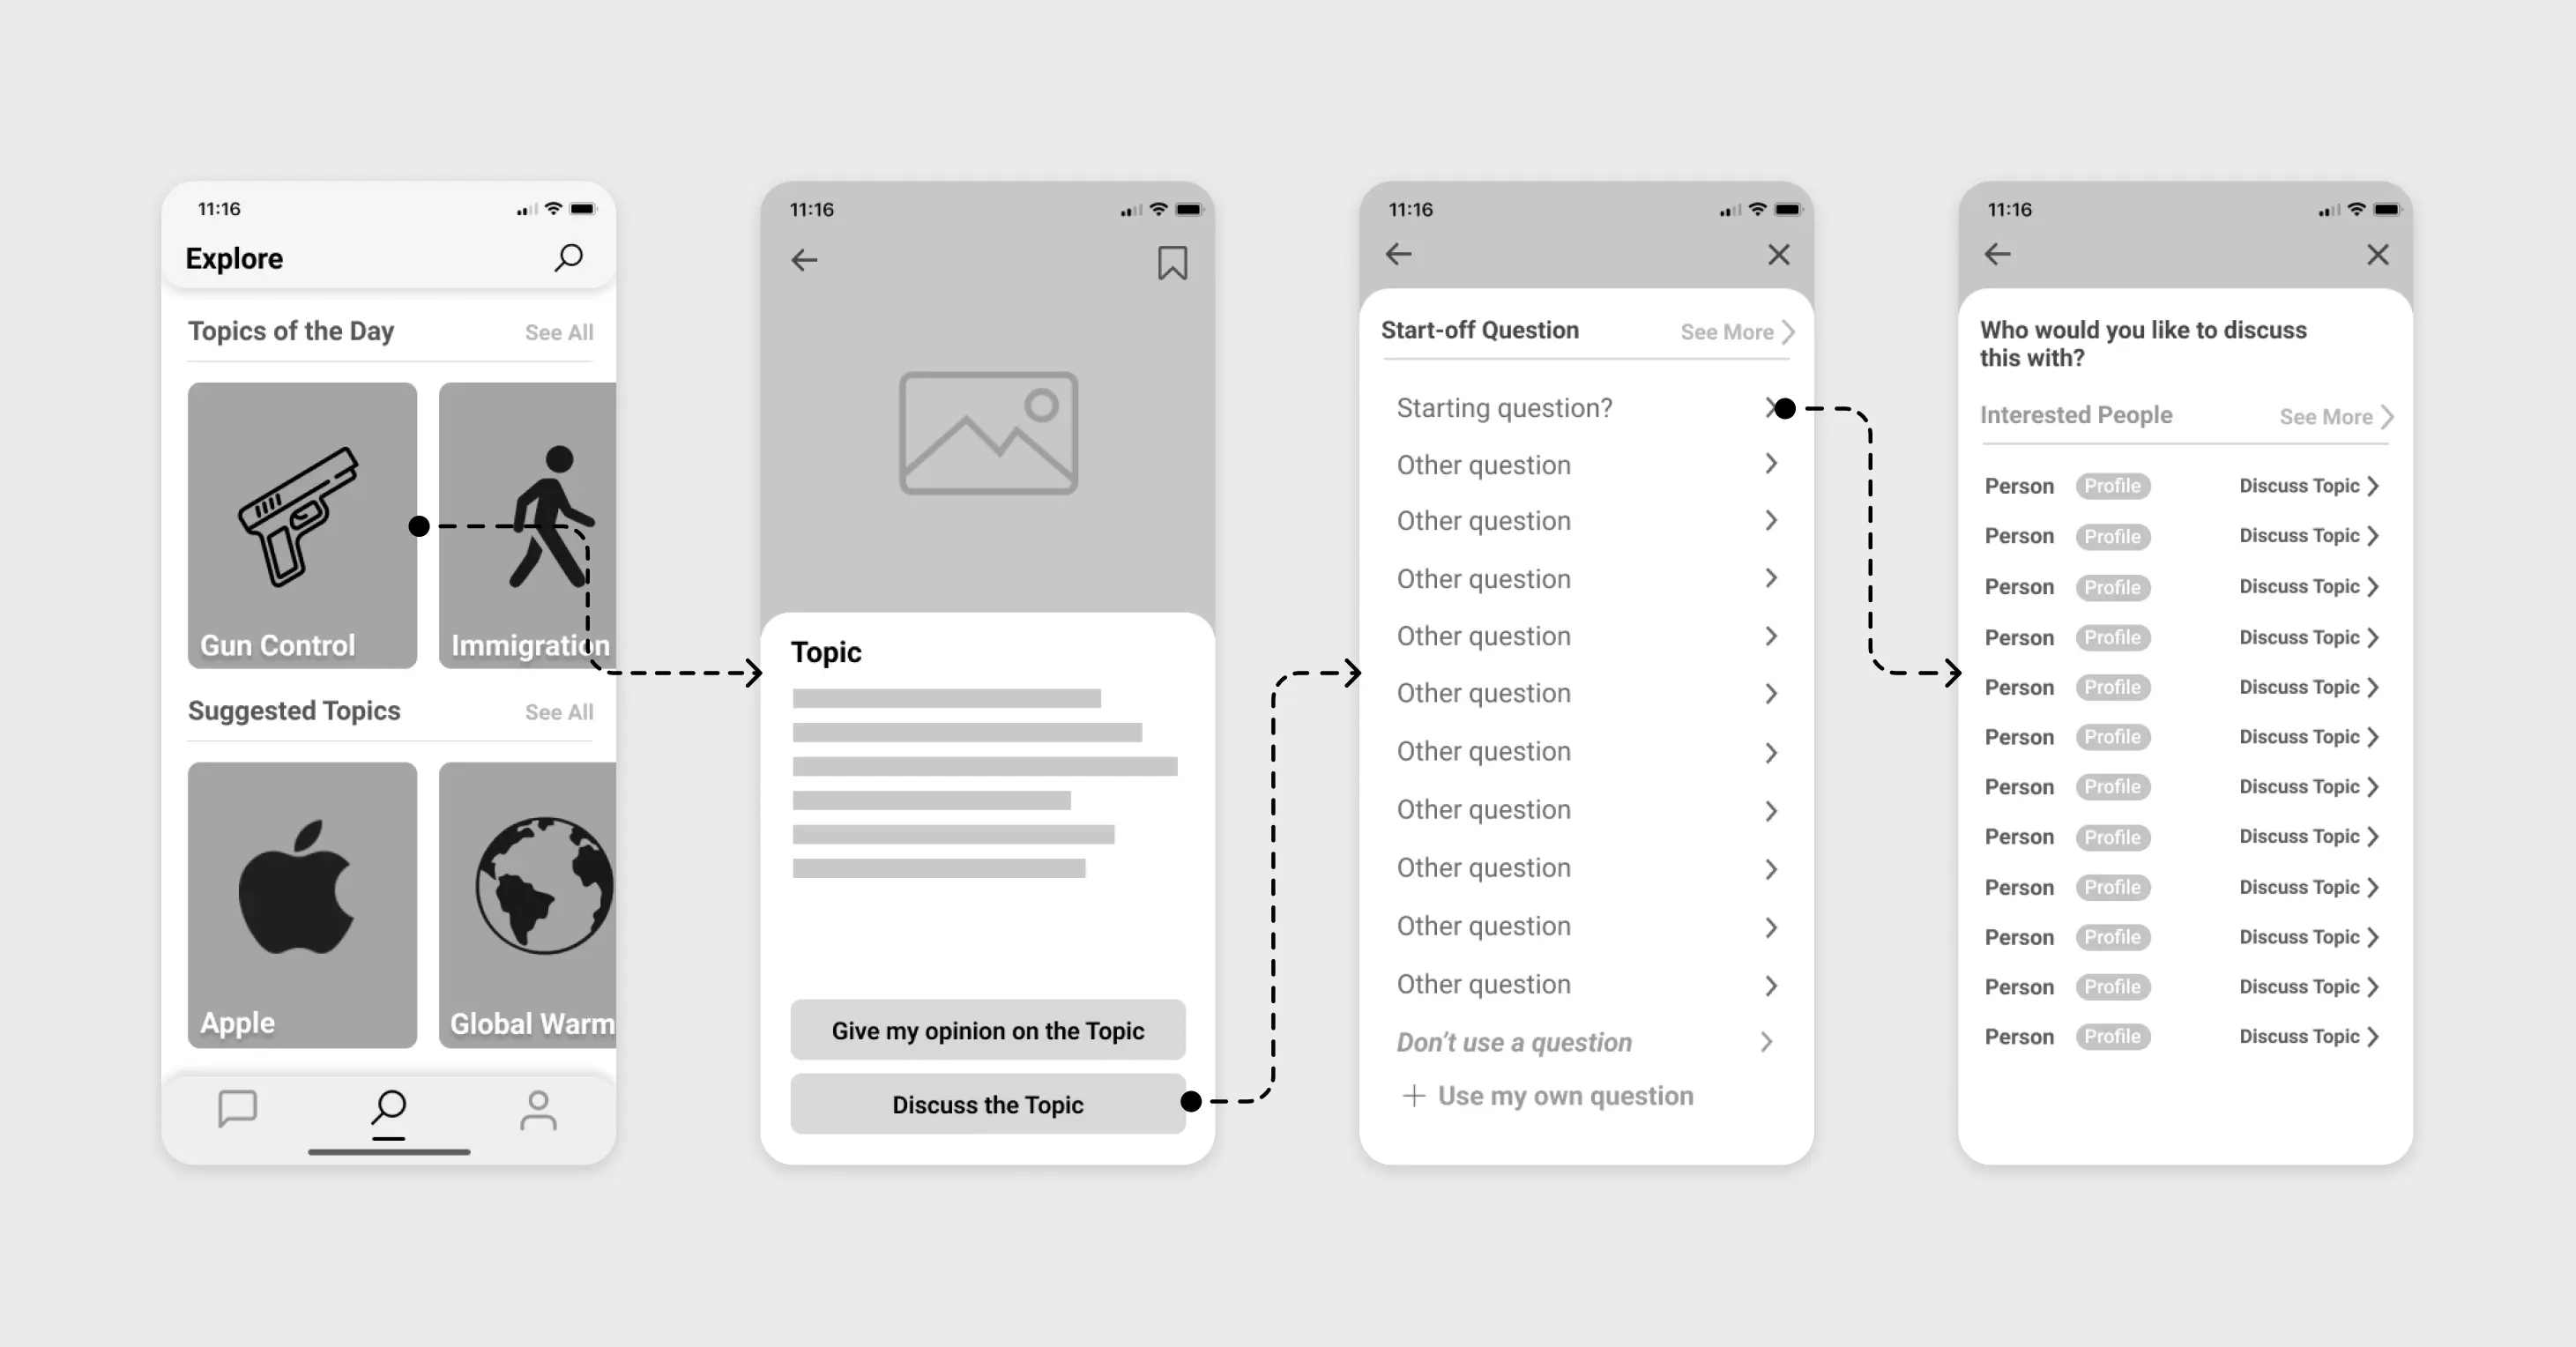 11:16
Explore
Topics of the Day
See All
Gun Control
Immigration
Suggested Topics
See All
Apple
Global Warm
11:16
Topic
Give my opinion on the Topic
Discuss the Topic
11:16
Start-off Question
See More
Starting question?
Other question
Other question
Other question
Other question
Other question
Other question
Other question
Other question
Other question
Other question
Don't use a question
Use my own question
11:16
Who would you like to discuss
this with?
Interested People
See More
Person Profile Discuss Topic
Person Profile Discuss Topic
Person Profile Discuss Topic
Person Profile Discuss Topic
Person Profile Discuss Topic
Person Profile Discuss Topic
Person Profile Discuss Topic
Person Profile Discuss Topic
Person Profile Discuss Topic
Person Profile Discuss Topic
Person Profile Discuss Topic
Person Profile Discuss Topic